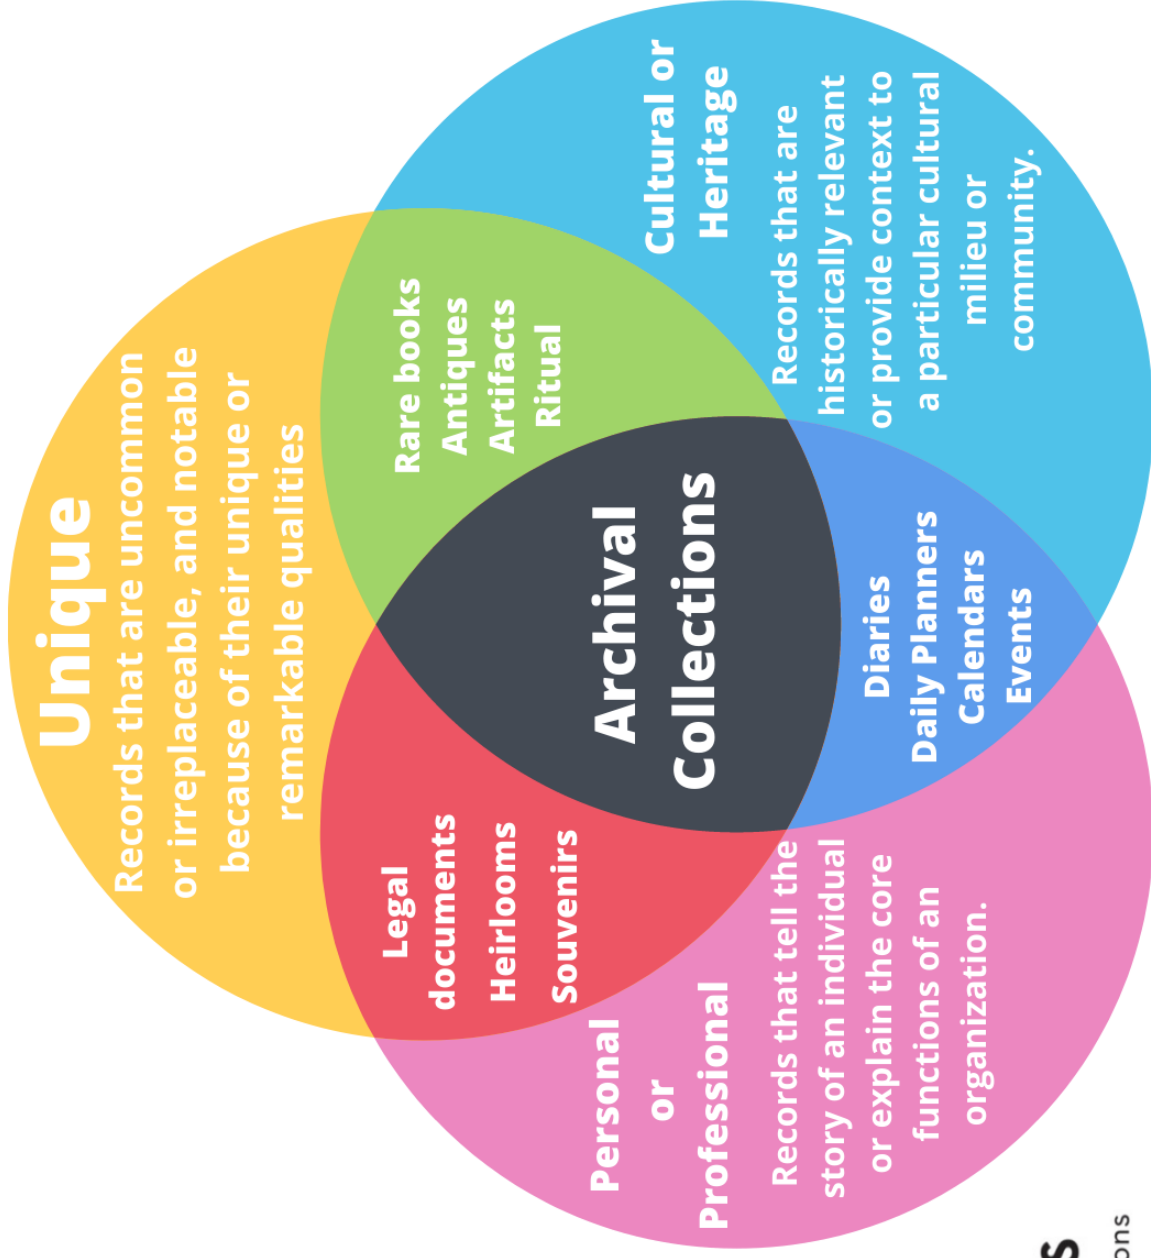 Unique
Records that are uncommon
or irreplaceable, and notable
because of their unique or
remarkable qualities
Legal
documents
Heirlooms
Souvenirs
Rare books
Antiques
Artifacts
Ritual
Archival
Collections
Personal
or
Professional
Records that tell the
story of an individual
or explain the core
functions of an
organization.
Diaries
Daily Planners
Calendars
Events
Cultural or
Heritage
Records that are
historically relevant
or provide context to
a particular cultural
milieu or
community.
s
ons